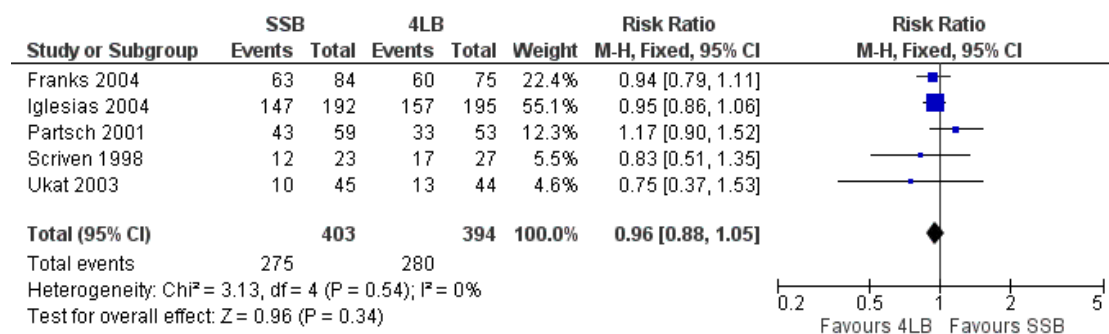 SSB 4LB Risk Ratio Risk Ratio
Study or Subgroup Events Total Events Total Weight M-H, Fixed, 95% CI M-H, Fixed, 95% CI
Franks 2004 63 84 60 75 22.4% 0.94 [0.79, 1.11]
Iglesias 2004 147 192 157 195 55.1% 0.95 [0.86, 1.06]
Partsch 2001 43 59 33 53 12.3% 1.17 [0.90, 1.52]
Scriven 1998 12 23 17 27 5.5% 0.83 [0.51, 1.35]
Ukat 2003 10 45 13 44 4.6% 0.75 [0.37, 1.53]
Total (95% CI) 403 394 100.0% 0.96 [0.88, 1.05]
Total events 275 280
Heterogeneity: Chi² = 3.13, df = 4 (P = 0.54); I² = 0%
Test for overall effect: Z = 0.96 (P = 0.34)
0.2 0.5 1 2 5
Favours 4LB Favours SSB